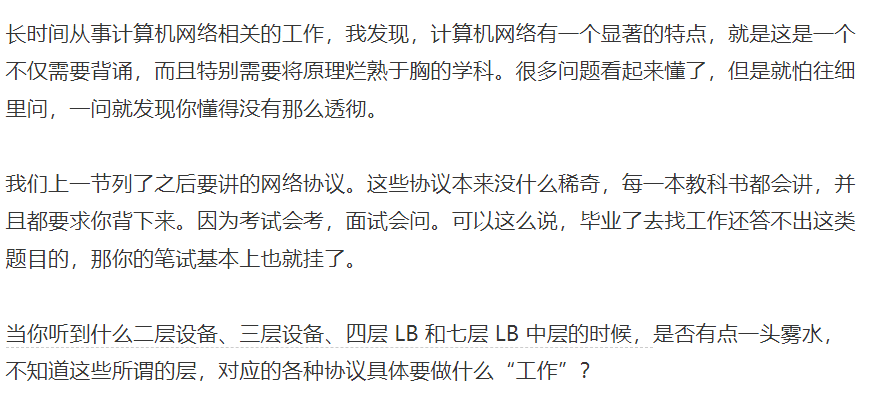 长时间从事计算机网络相关的工作，我发现，计算机网络有一个显著的特点，就是这是一个
不仅需要背诵，而且特别需要将原理烂熟于胸的学科。很多问题看起来懂了，但是就怕往细
里问，一问就发现你懂得没有那么透彻。
我们上一节列了之后要讲的网络协议。这些协议本来没什么稀奇，每一本教科书都会讲，并
且都要求你背下来。因为考试会考，面试会问。可以这么说，毕业了去找工作还答不出这类
题目的，那你的笔试基本上也就挂了。
当你听到什么二层设备、三层设备、四层 LB 和七层 LB 中层的时候，是否有点一头雾水，
不知道这些所谓的层，对应的各种协议具体要做什么“工作”？